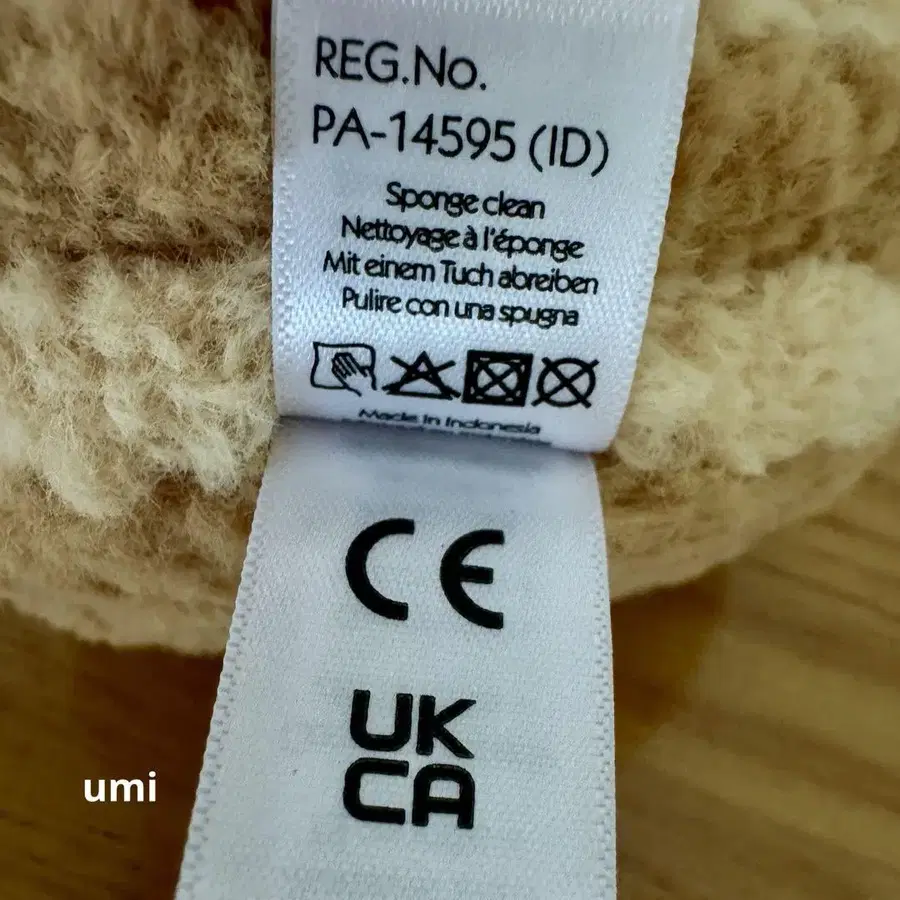 REG.No.
PA-14595 (ID)
Sponge clean
Nettoyage à l'éponge
Mit einem Tuch abreiben
Pulire con una spugna
Made in Indonesia
CE
UK
CA
umi